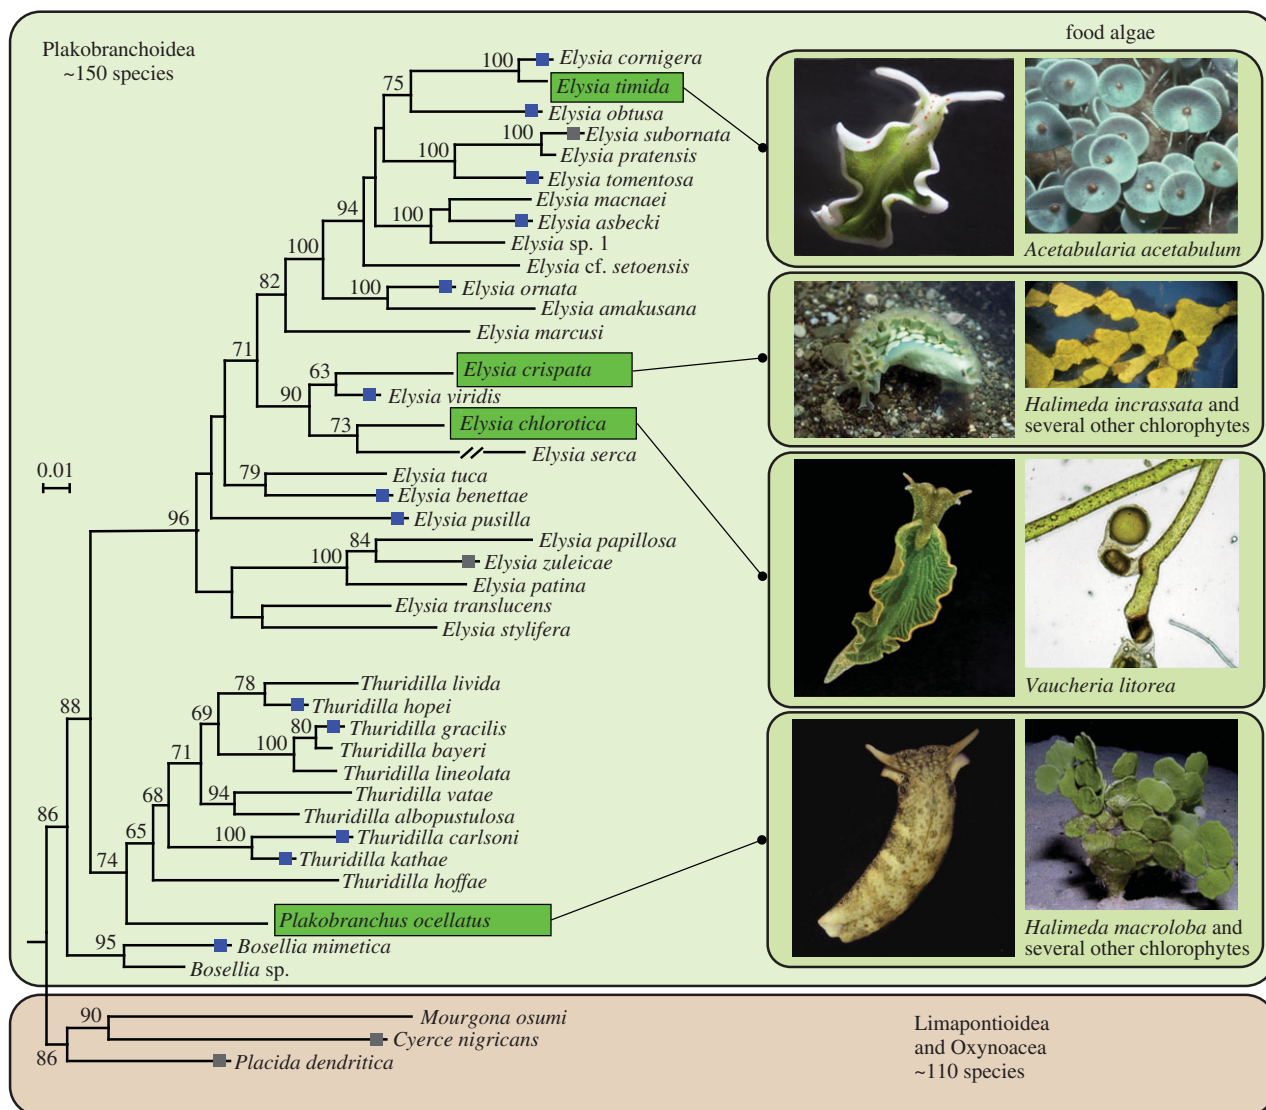 Plakobranchoidea
~150 species
food algae
100
Elysia cornigera
75
Elysia timida
Elysia obtusa
100
Elysia subornata
100
Elysia pratensis
Elysia tomentosa
Elysia macnaei
94
100
Elysia asbecki
Elysia sp. 1
100
Elysia cf. setoensis
82
100
Elysia ornata
Elysia amakusana
Elysia marcusi
71
63
Elysia crispata
90
Elysia viridis
73
Elysia chlorotica
Elysia serca
0.01
79
Elysia tuca
Elysia benettae
96
Elysia pusilla
84
Elysia papillosa
100
Elysia zuleicae
Elysia patina
Elysia translucens
Elysia stylifera
78
Thuridilla livida
88
69
Thuridilla hopei
80
Thuridilla gracilis
100
Thuridilla bayeri
71
Thuridilla lineolata
94
Thuridilla vatae
68
Thuridilla albopustulosa
86
65
100
Thuridilla carlsoni
74
Thuridilla kathae
Thuridilla hoffae
Plakobranchus ocellatus
95
Bosellia mimetica
Bosellia sp.
Acetabularia acetabulum
Halimeda incrassata and
several other chlorophytes
Vaucheria litorea
Halimeda macroloba and
several other chlorophytes
90
Mourgona osumi
Cyerce nigricans
86
Placida dendritica
Limapontioidea
and Oxynoacea
~110 species